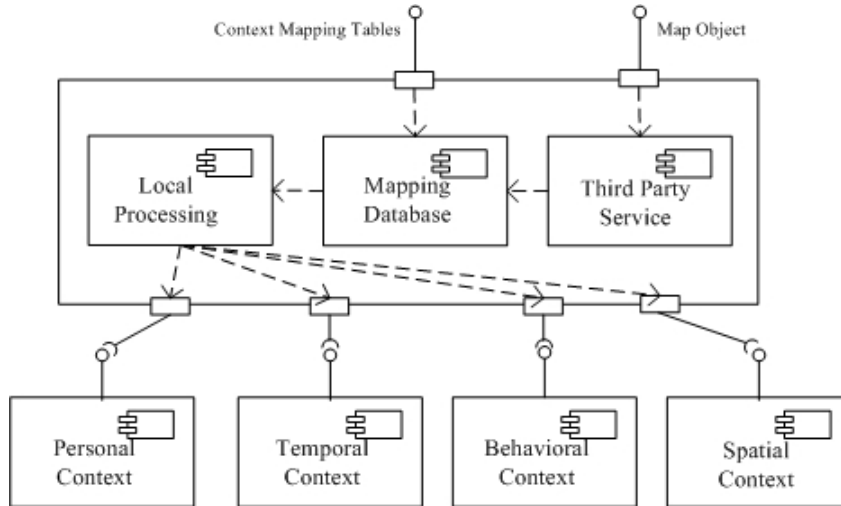 Context Mapping Tables
Map Object
Local
Processing
Mapping
Database
Third Party
Service
Personal
Context
Temporal
Context
Behavioral
Context
Spatial
Context